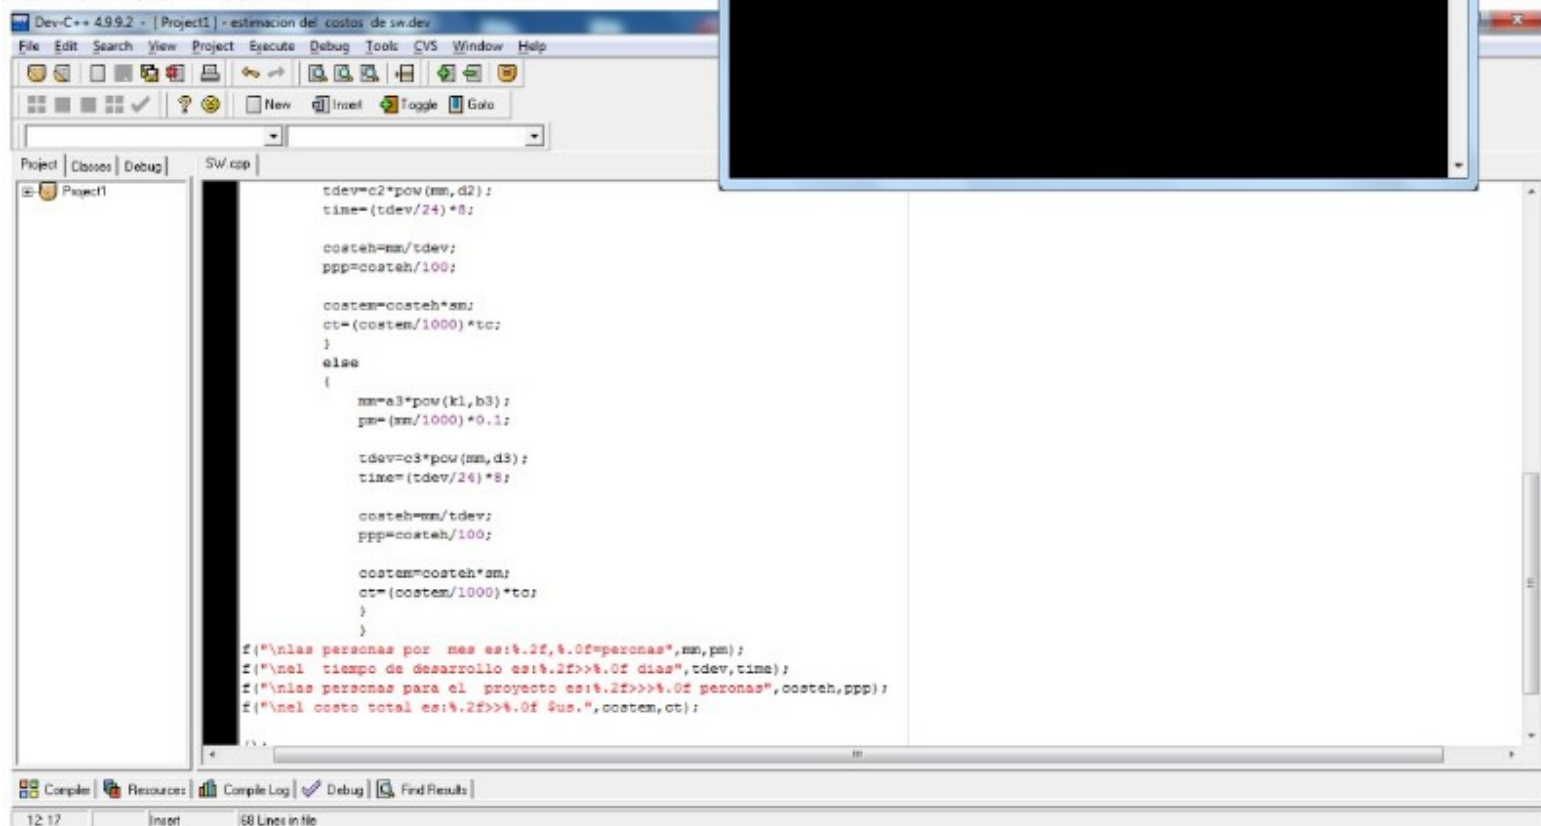 Dev-C++ 4.9.9.2 - [ Project1 ] - estimacion del costos de sw.dev
File Edit Search View Project Execute Debug Tools CVS Window Help
New Insert Toggle Goto
Project Classes Debug SW.cpp
Project1
tdev=c2*pow(mm,d2);
time=(tdev/24)*8;
costeh=mm/tdev;
ppp=costeh/100;
costem=costeh*sm;
ct=(costem/1000)*tc;
}
else
{
mm=a3*pow(kl,b3);
pm=(mm/1000)*0.1;
tdev=c3*pow(mm,d3);
time=(tdev/24)*8;
costeh=mm/tdev;
ppp=costeh/100;
costem=costeh*sm;
ct=(costem/1000)*tc;
}
}
f("\nlas personas por mes es:%.2f,%.0f=peronas",mm,pm);
f("\nel tiempo de desarrollo es:%.2f>>%.0f dias",tdev,time);
f("\nlas personas para el proyecto es:%.2f>>>%.0f peronas",costeh,ppp);
f("\nel costo total es:%.2f>>%.0f $us.",costem,ct);
Compiler Resources Compile Log Debug Find Results
12:17 Insert 68 Lines in file